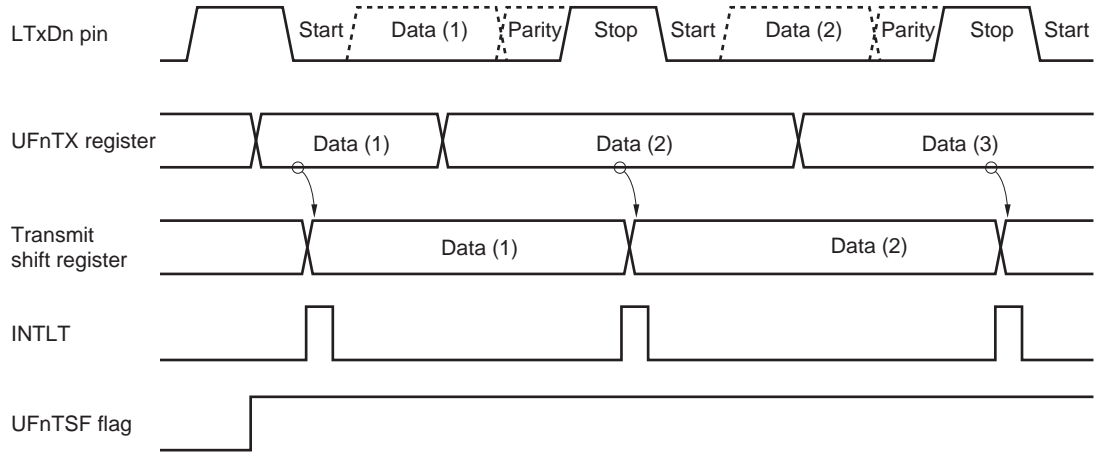 LTxDn pin
Start Data (1) Parity Stop Start Data (2) Parity Stop Start
UFnTX register
Data (1) Data (2) Data (3)
Transmit
shift register
Data (1) Data (2)
INTLT
UFnTSF flag